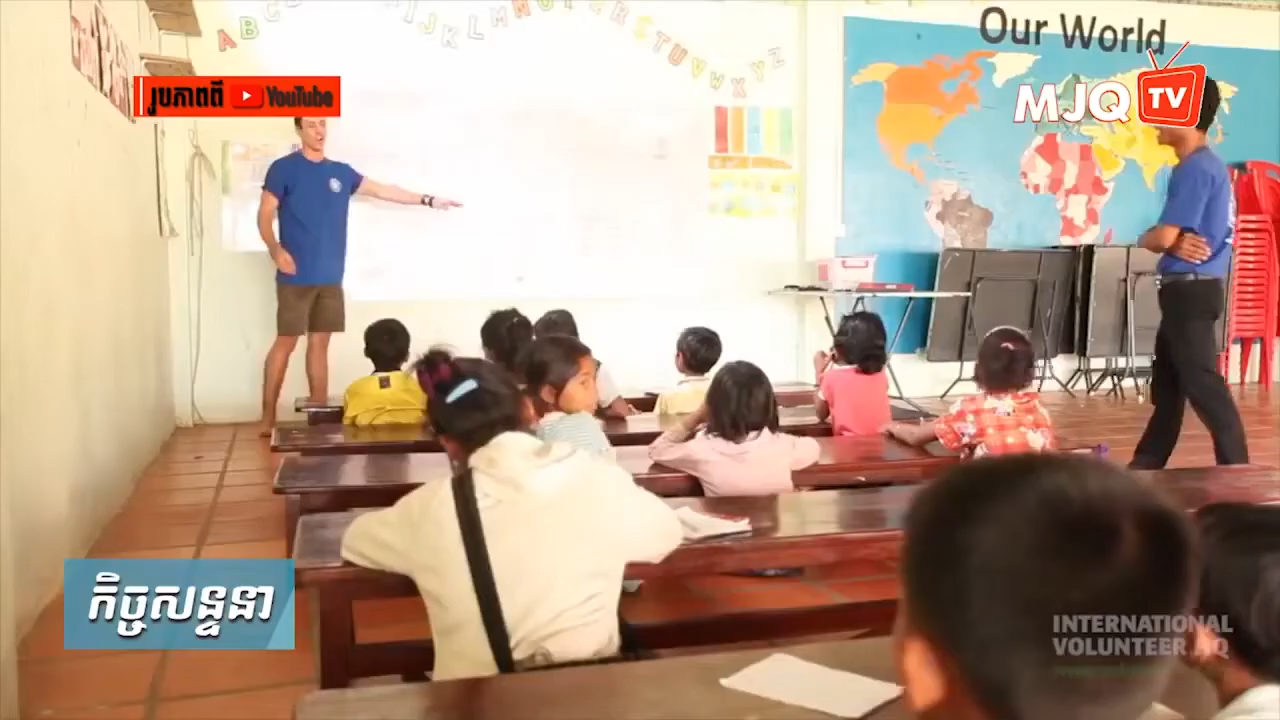 A B C
I J K L M N
R S T U V W X Y Z
Our World
រូបភាពពី YouTube
MJQ TV
កិច្ចសន្ទនា
INTERNATIONAL
VOLUNTEER HQ